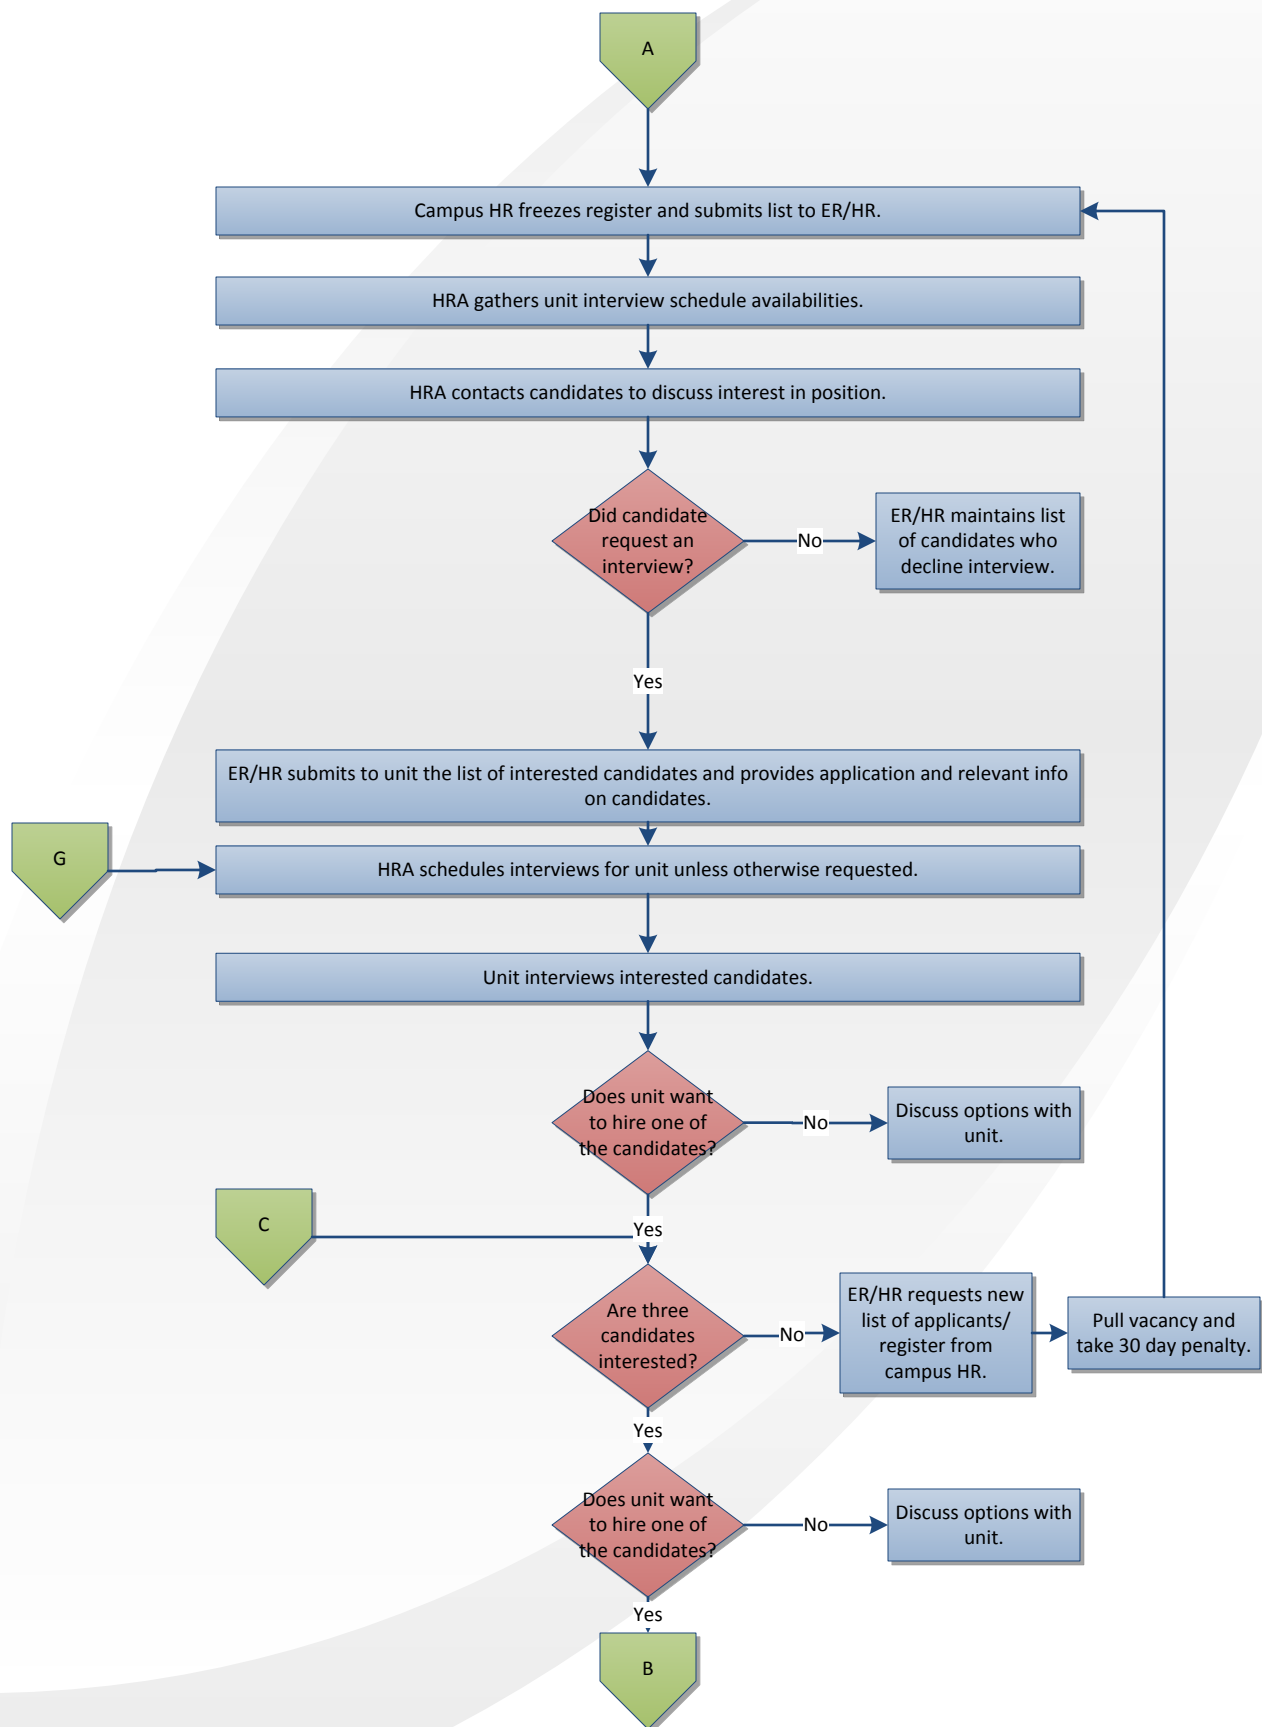 A
Campus HR freezes register and submits list to ER/HR.
HRA gathers unit interview schedule availabilities.
HRA contacts candidates to discuss interest in position.
Did candidate
request an
interview?
No
ER/HR maintains list
of candidates who
decline interview.
Yes
ER/HR submits to unit the list of interested candidates and provides application and relevant info
on candidates.
G
HRA schedules interviews for unit unless otherwise requested.
Unit interviews interested candidates.
Does unit want
to hire one of
the candidates?
No
Discuss options with
unit.
C
Yes
Are three
candidates
interested?
No
ER/HR requests new
list of applicants/
register from
campus HR.
Pull vacancy and
take 30 day penalty.
Yes
Does unit want
to hire one of
the candidates?
No
Discuss options with
unit.
Yes
B